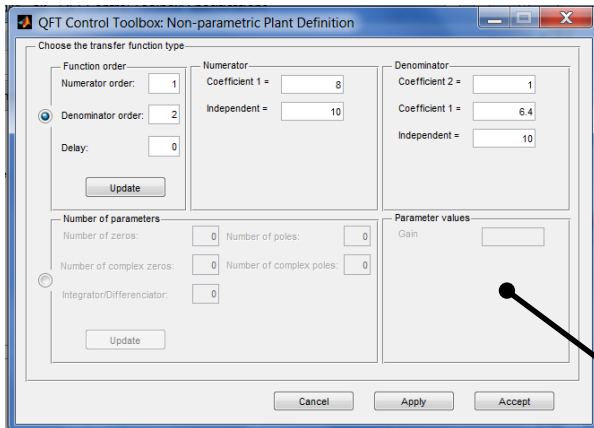 QFT Control Toolbox: Non-parametric Plant Definition
Choose the transfer function type
Function order
Numerator order: 1
Denominator order: 2
Delay: 0
Update
Numerator
Coefficient 1 = 8
Independent = 10
Denominator
Coefficient 2 = 1
Coefficient 1 = 6.4
Independent = 10
Number of parameters
Number of zeros: 0 Number of poles: 0
Number of complex zeros: 0 Number of complex poles: 0
Integrator/Differenciator: 0
Update
Parameter values
Gain
Cancel Apply Accept